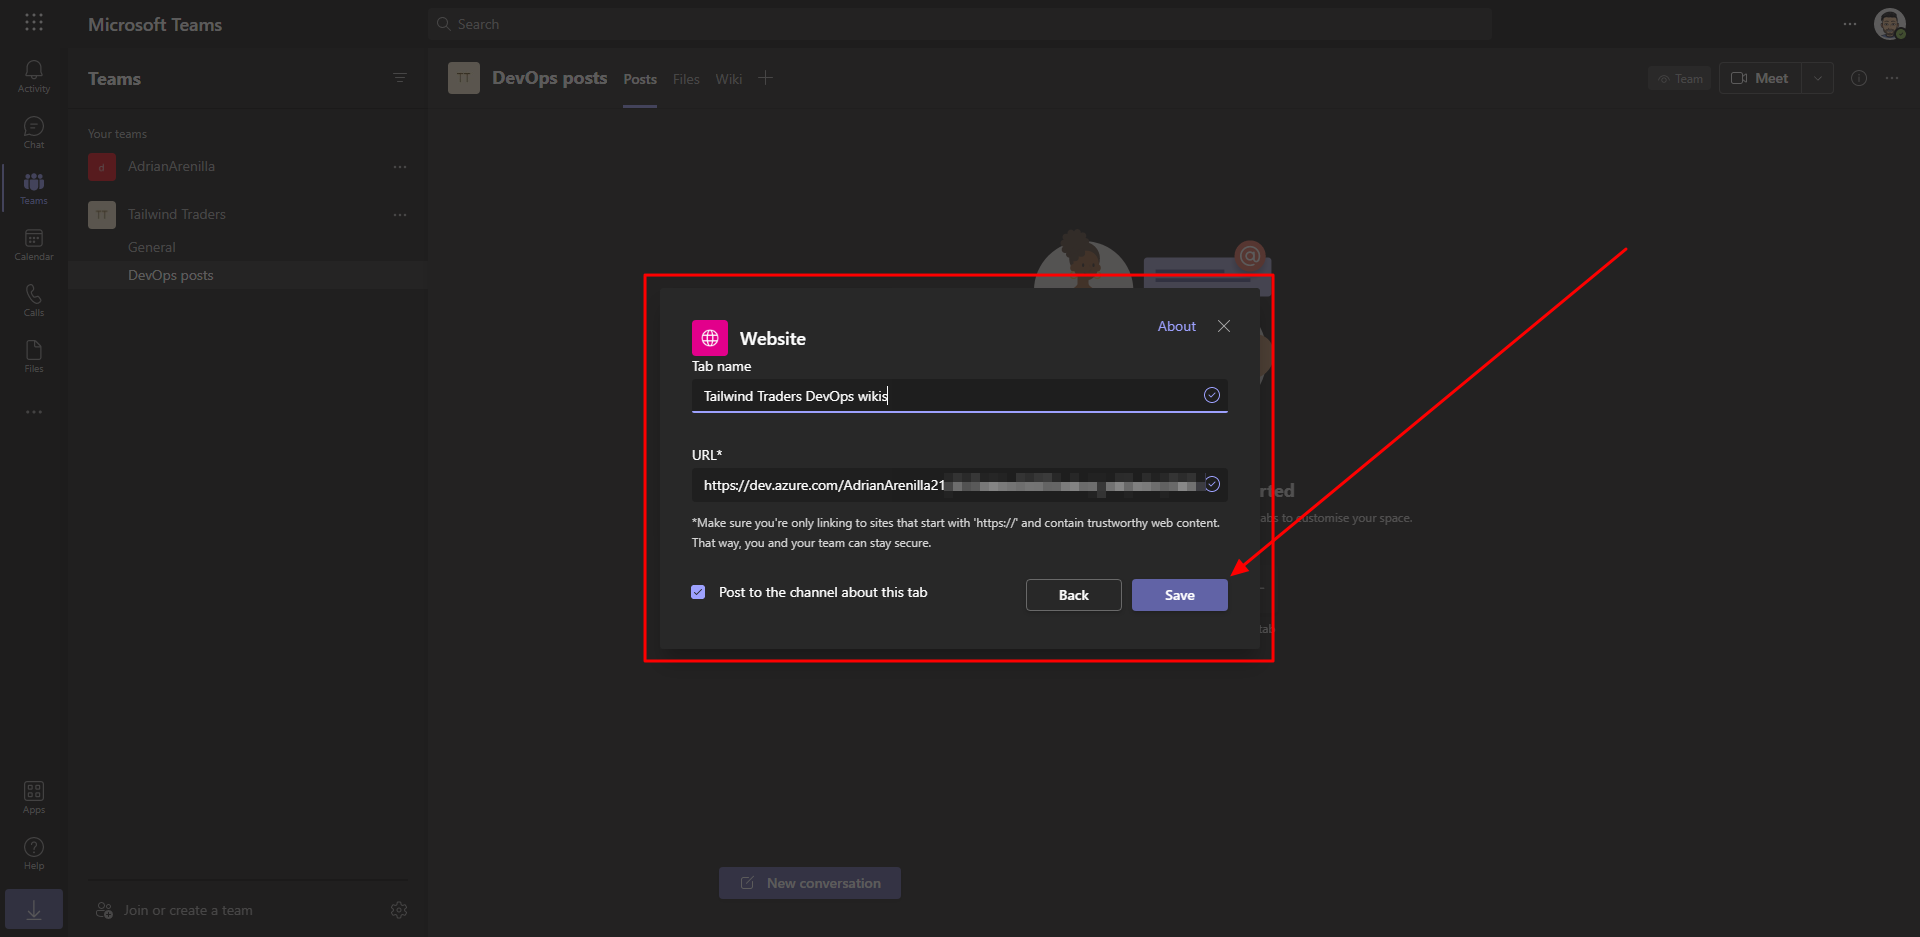 Microsoft Teams
Search
Activity
Chat
Teams
Calendar
Calls
Files
Apps
Help
Teams
Your teams
d
AdrianArenilla
TT
Tailwind Traders
General
DevOps posts
Join or create a team
TT
DevOps posts
Posts
Files
Wiki
Team
Meet
@
Website
About
Tab name
Tailwind Traders DevOps wikis
URL*
https://dev.azure.com/AdrianArenilla21
*Make sure you're only linking to sites that start with 'https://' and contain trustworthy web content.
That way, you and your team can stay secure.
Post to the channel about this tab
Back
Save
rted
abs to customise your space.
tab
New conversation